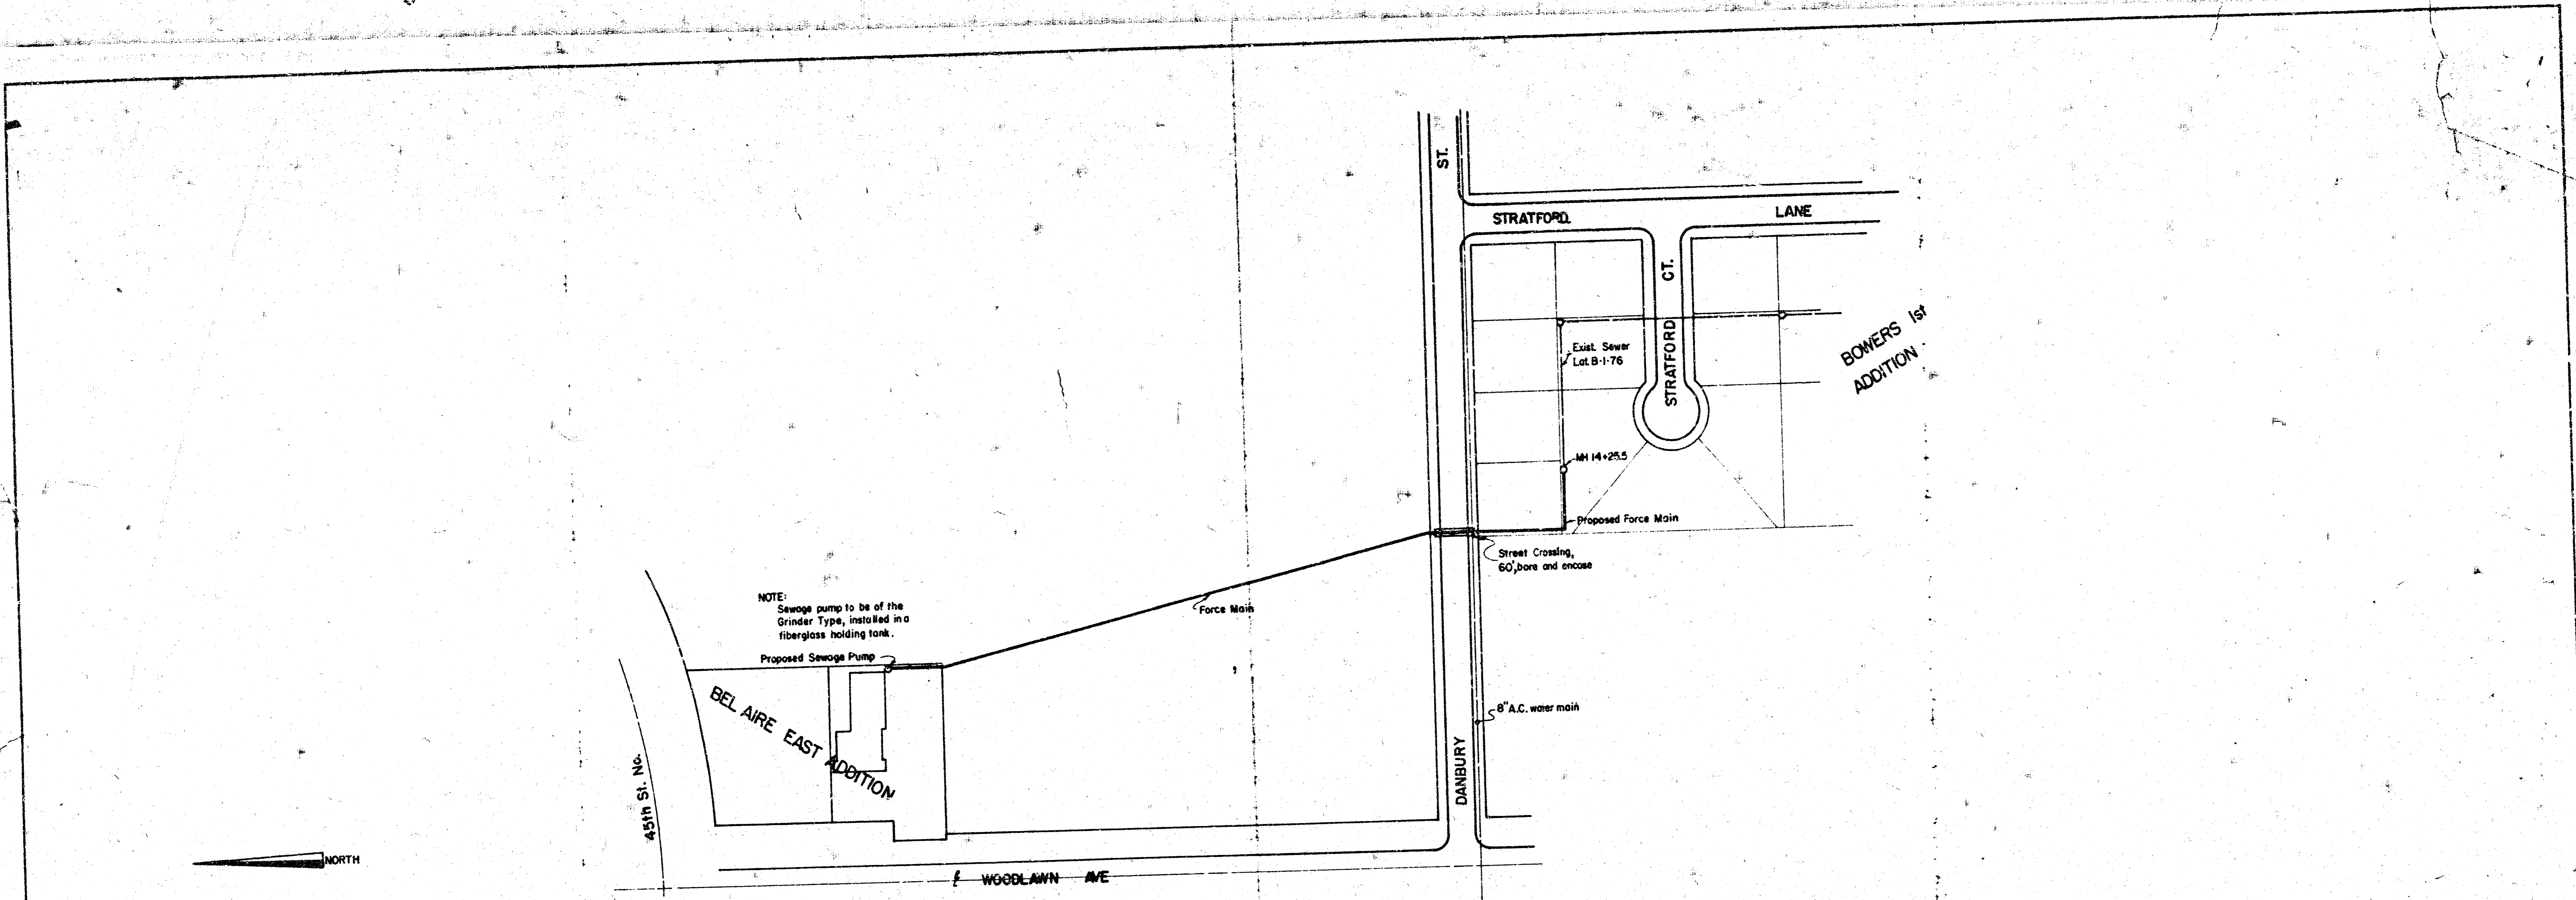 ST.
STRATFORD LANE
STRATFORD CT.
BOWERS 1st
ADDITION
Exist. Sewer
Lat. B-1-76
MH 14+25.5
Proposed Force Main
Street Crossing,
60', bore and encase
Force Main
NOTE:
Sewage pump to be of the
Grinder Type, installed in a
fiberglass holding tank.
Proposed Sewage Pump
BEL AIRE EAST ADDITION
8" A.C. water main
DANBURY
45th St. No.
NORTH
℄ WOODLAWN AVE